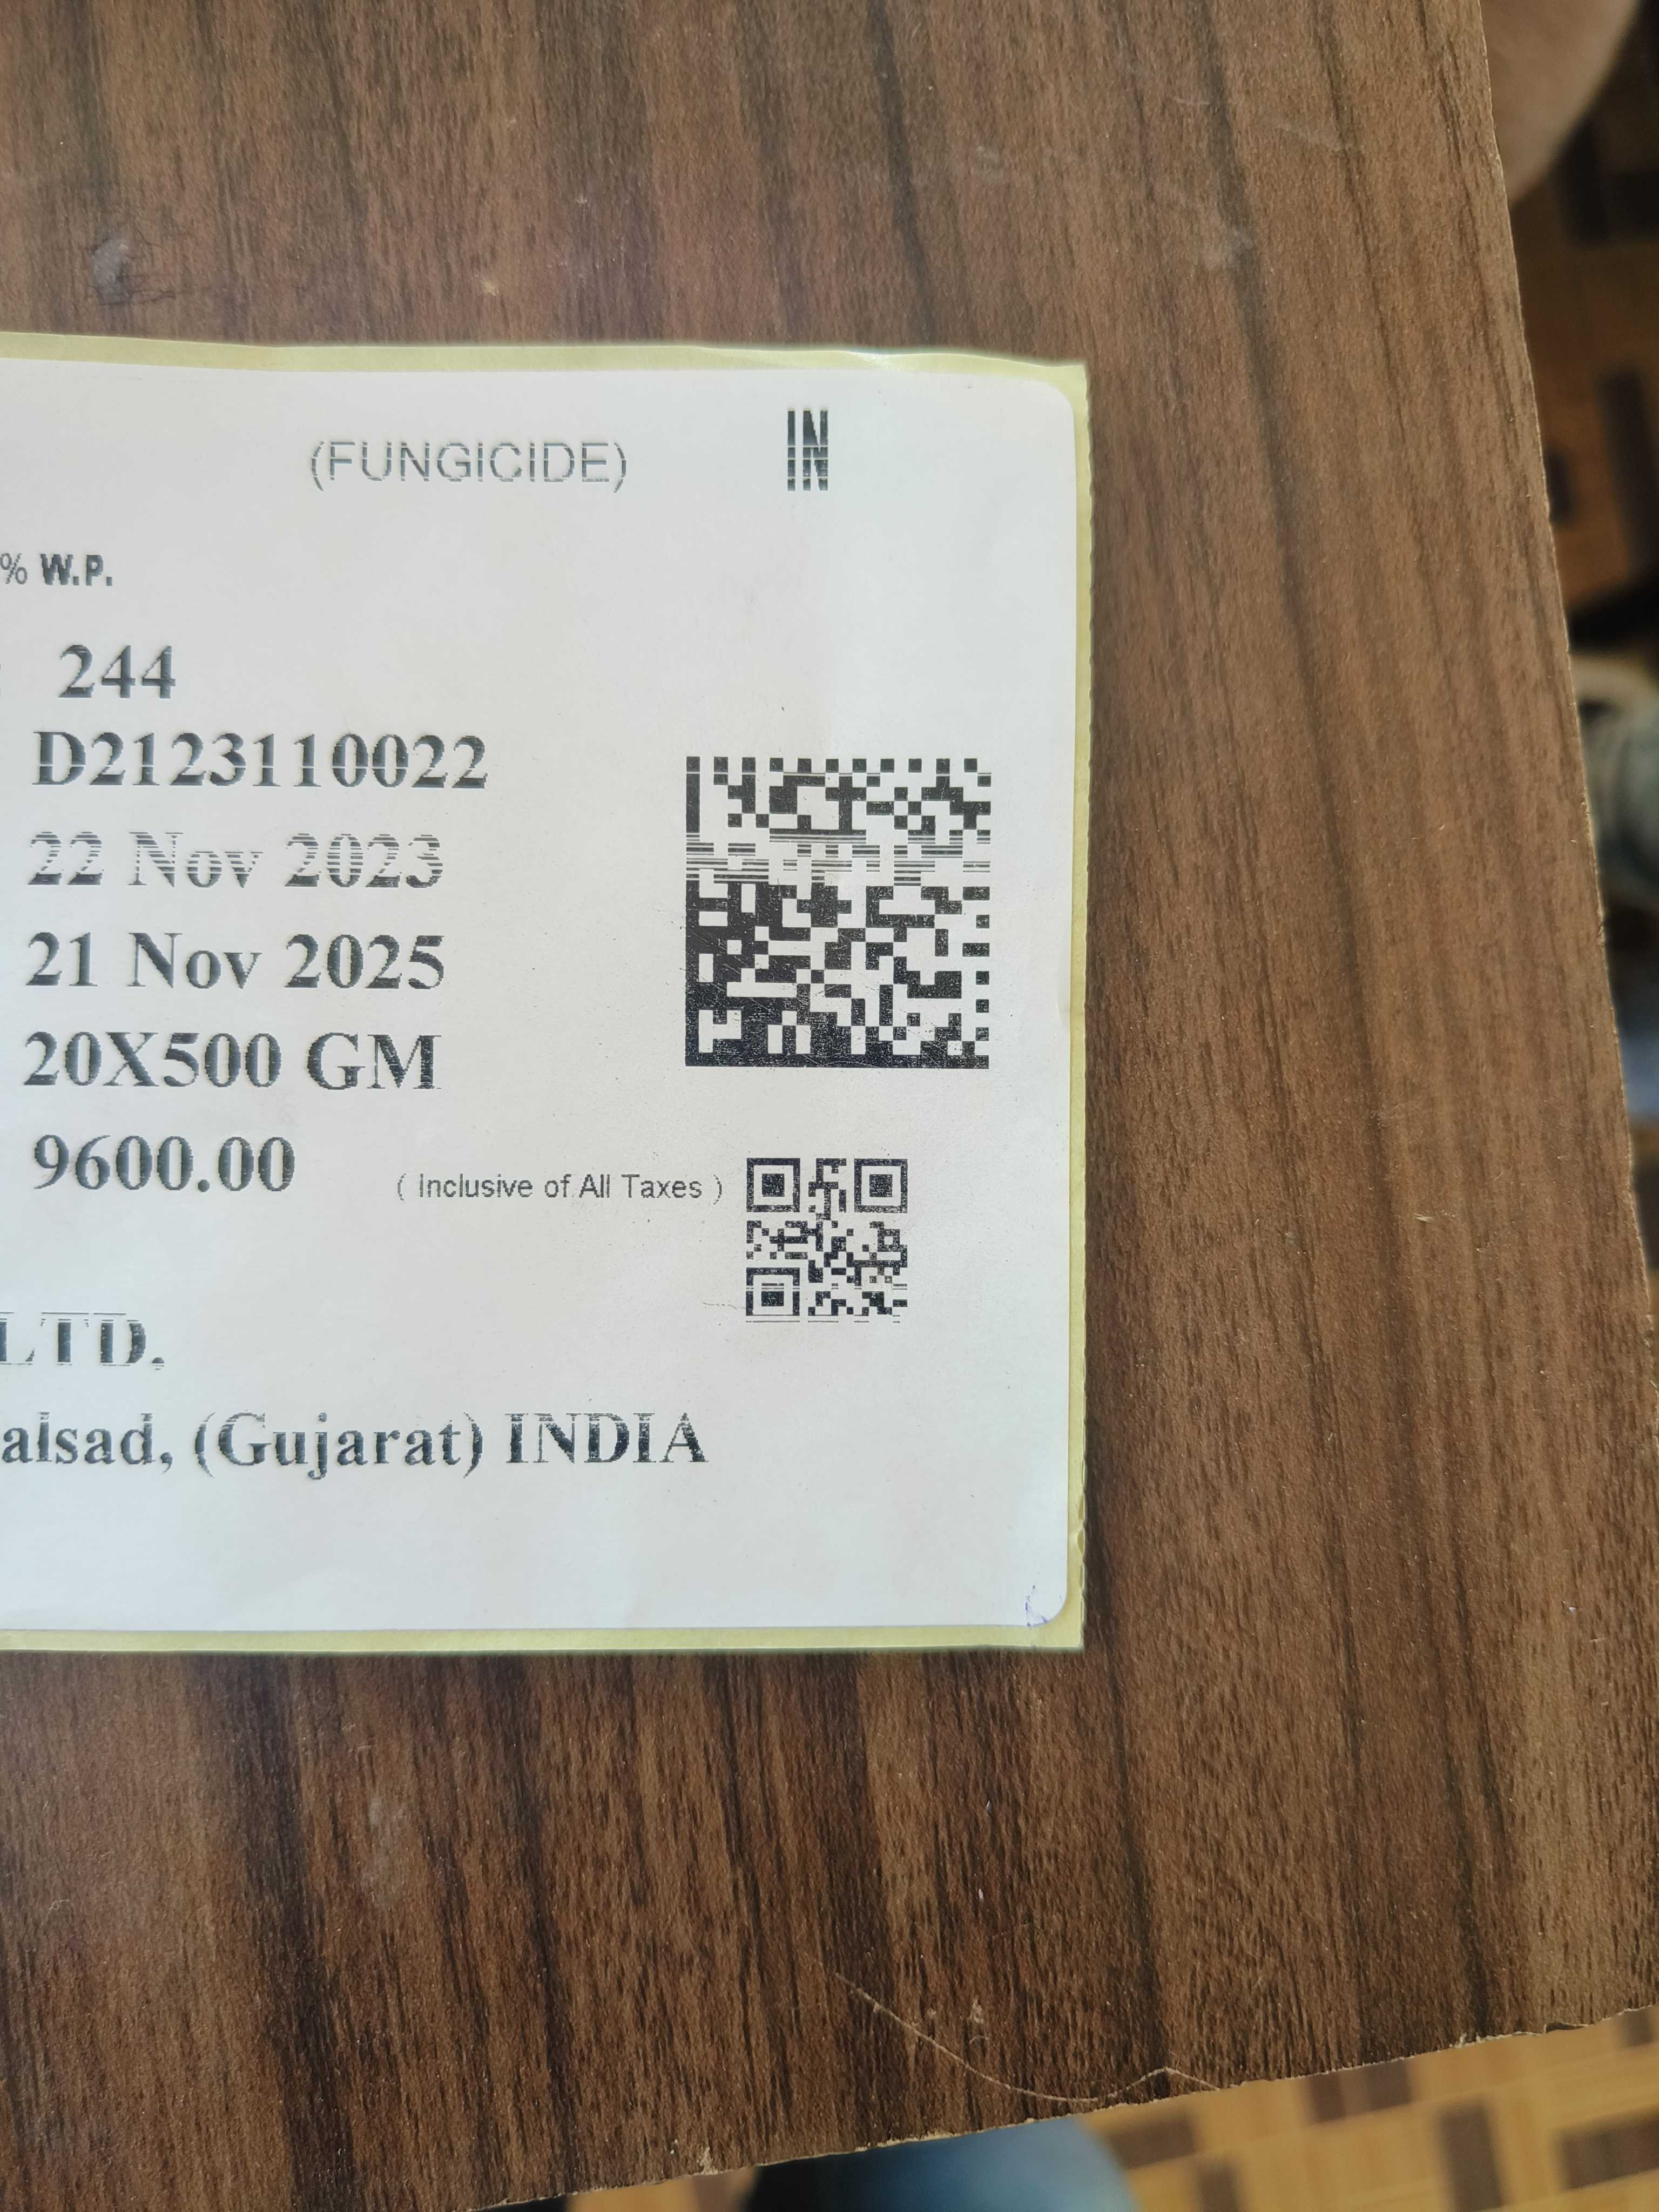 (FUNGICIDE) IN
% W.P.
: 244
D2123110022
22 Nov 2023
21 Nov 2025
20X500 GM
9600.00 ( Inclusive of All Taxes )
LTD.
alsad, (Gujarat) INDIA